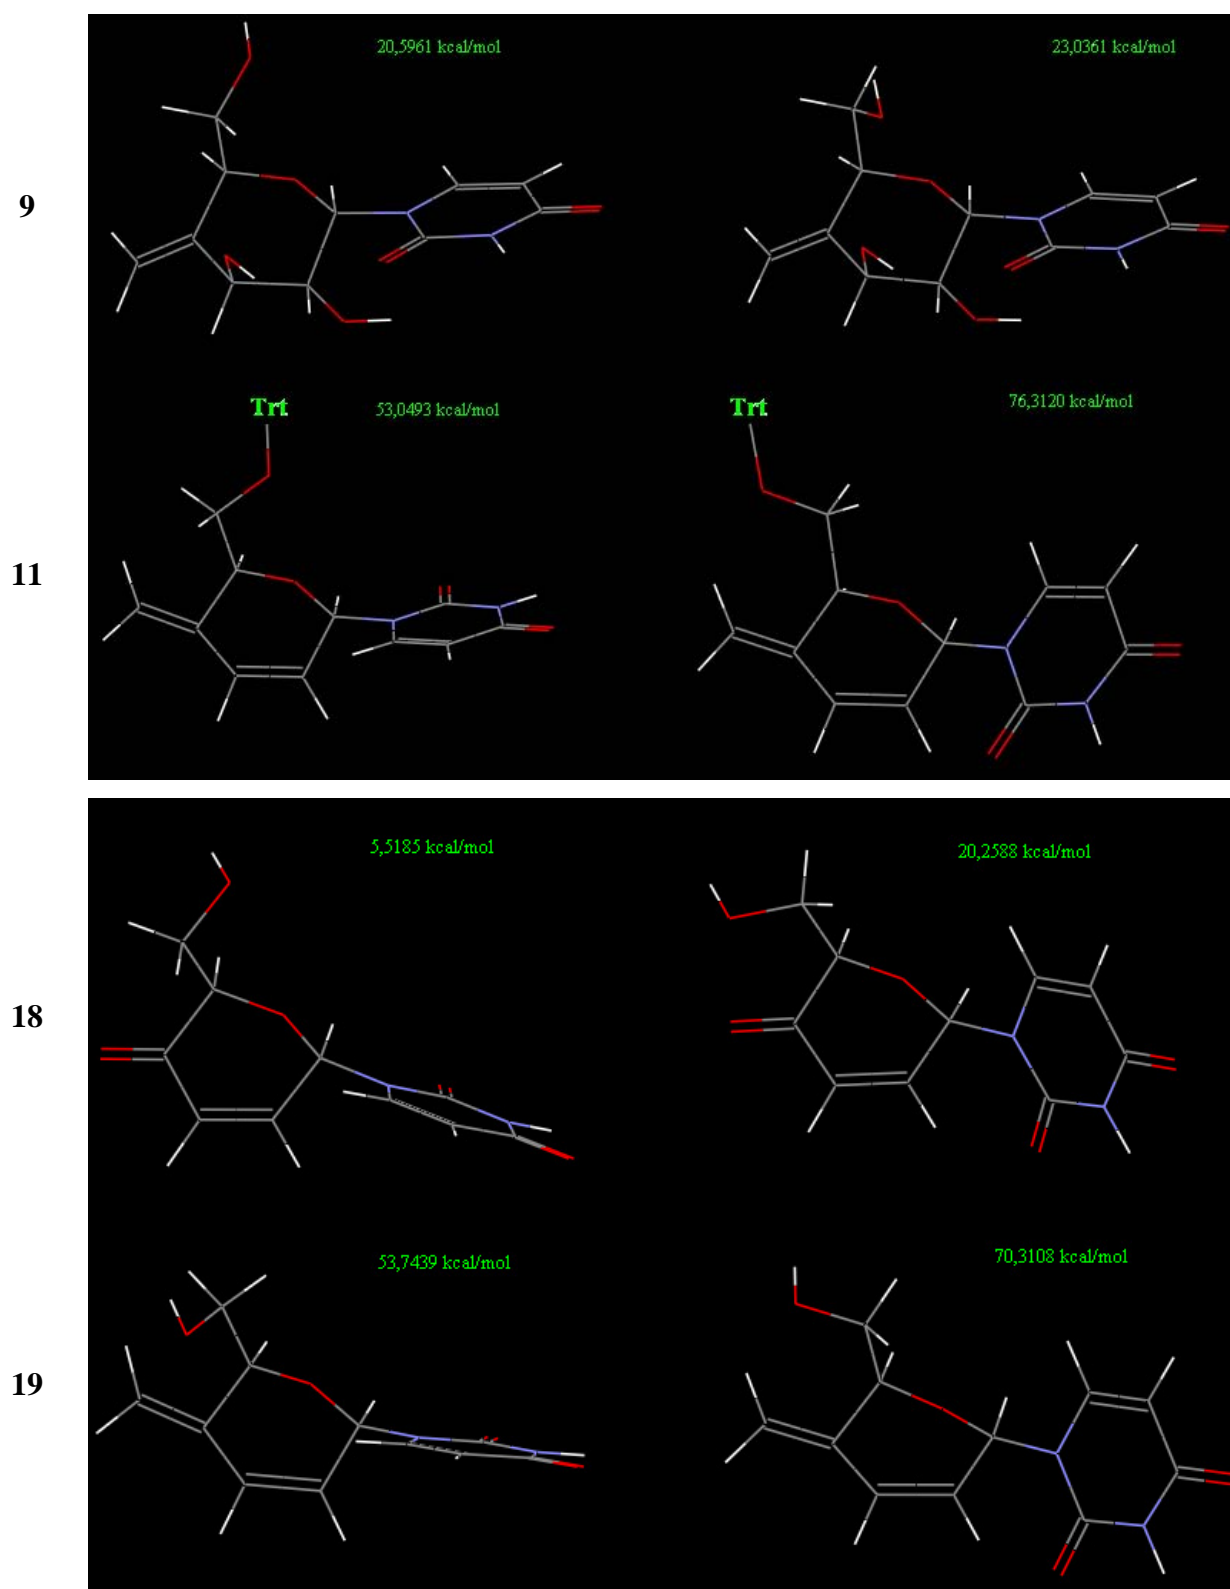 20,5961 kcal/mol
23,0361 kcal/mol
9
Trt
53,0493 kcal/mol
Trt
76,3120 kcal/mol
11
5,5185 kcal/mol
20,2588 kcal/mol
18
53,7439 kcal/mol
70,3108 kcal/mol
19